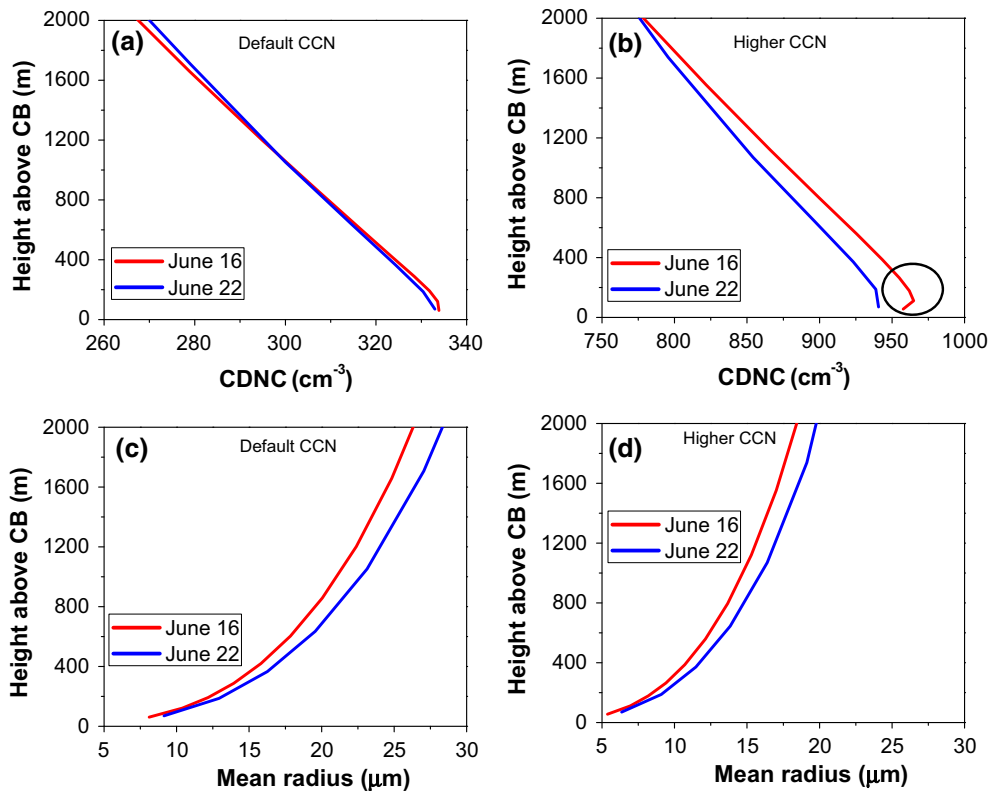 (a)
Default CCN
Height above CB (m)
2000
1600
1200
800
400
0
June 16
June 22
260 280 300 320 340
CDNC (cm-3)
(b)
Higher CCN
Height above CB (m)
2000
1600
1200
800
400
0
June 16
June 22
750 800 850 900 950 1000
CDNC (cm-3)
(c)
Default CCN
Height above CB (m)
2000
1600
1200
800
400
0
June 16
June 22
5 10 15 20 25 30
Mean radius (μm)
(d)
Higher CCN
Height above CB (m)
2000
1600
1200
800
400
0
June 16
June 22
5 10 15 20 25 30
Mean radius (μm)